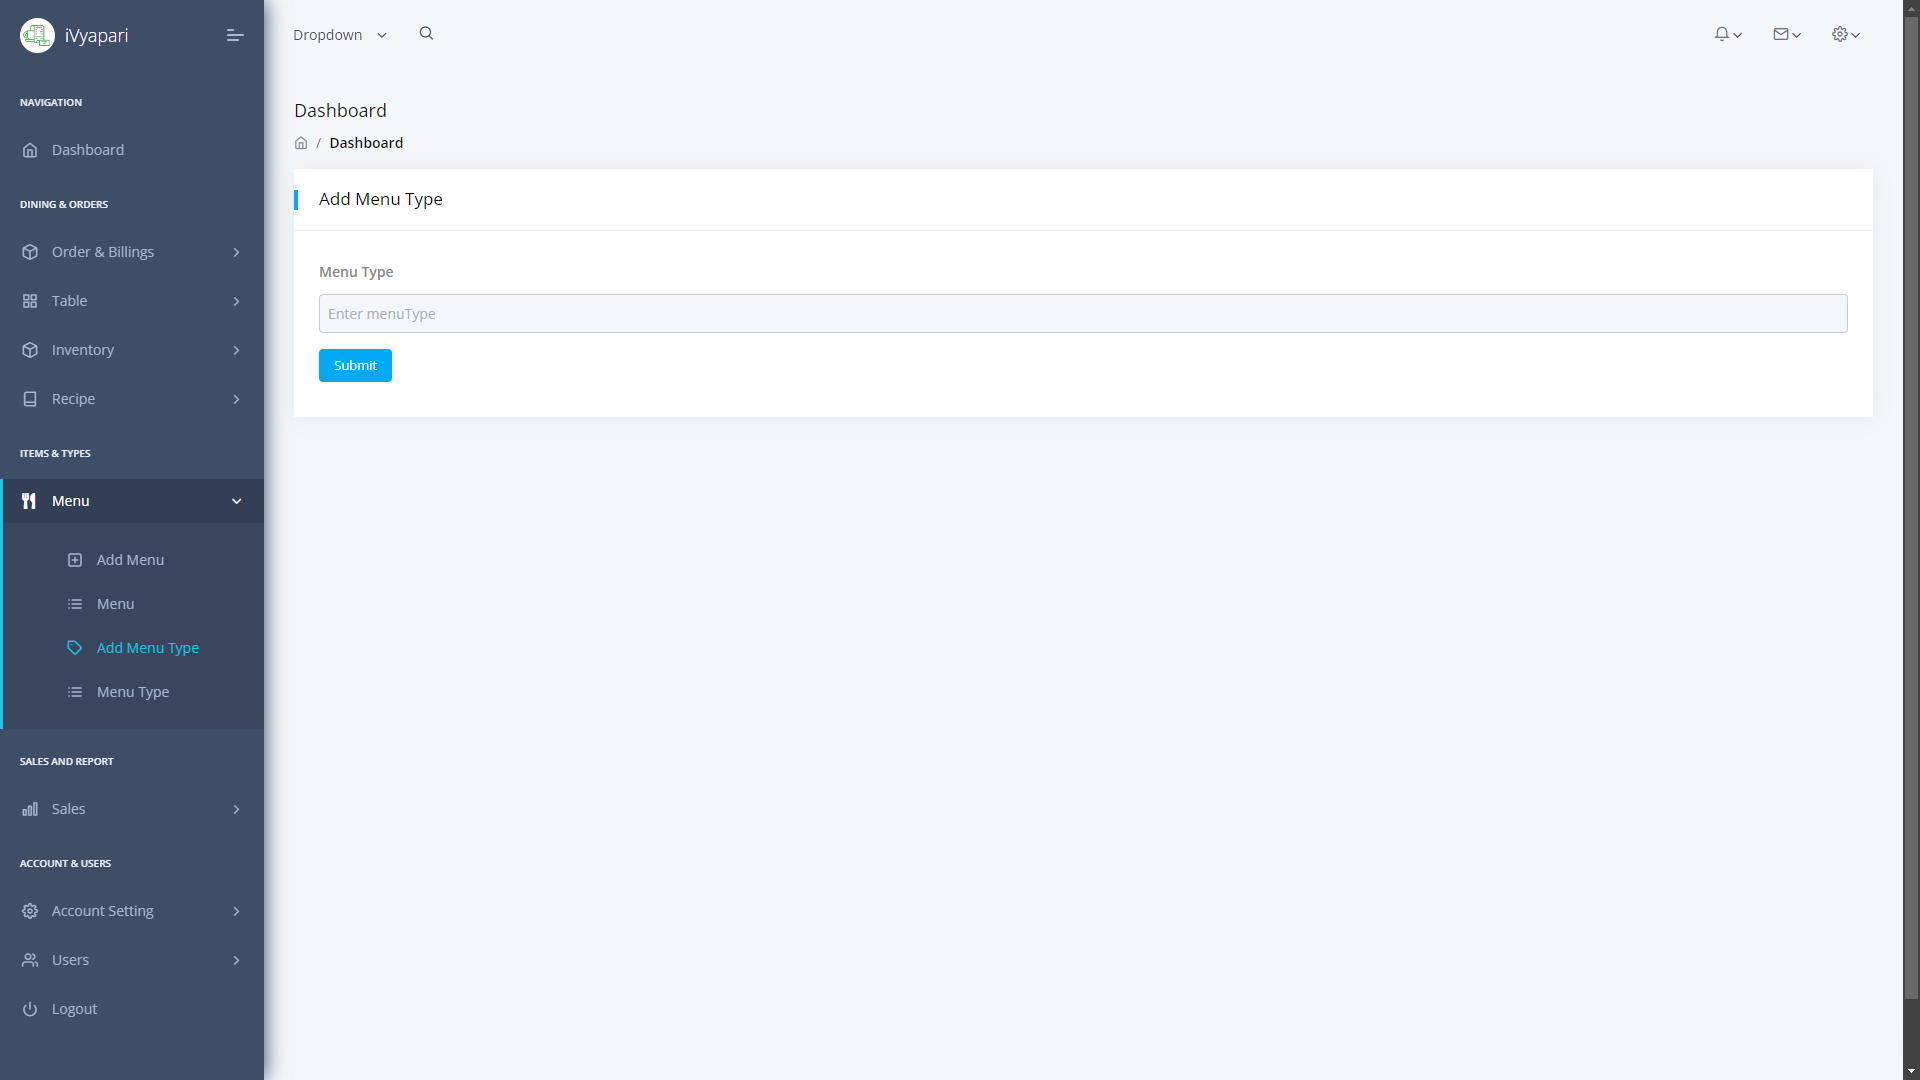 iVyapari
NAVIGATION
Dashboard
DINING & ORDERS
Order & Billings
Table
Inventory
Recipe
ITEMS & TYPES
Menu
Add Menu
Menu
Add Menu Type
Menu Type
SALES AND REPORT
Sales
ACCOUNT & USERS
Account Setting
Users
Logout
Dropdown
Dashboard
/ Dashboard
Add Menu Type
Menu Type
Enter menuType
Submit